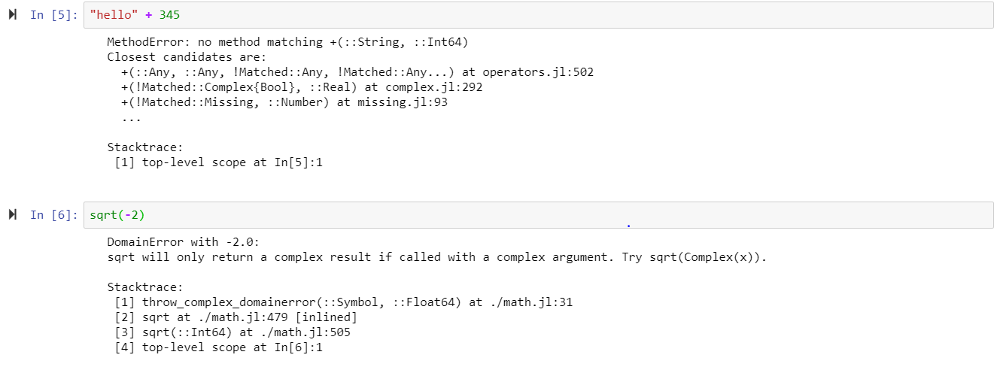 In [5]: "hello" + 345
MethodError: no method matching +(::String, ::Int64)
Closest candidates are:
+(::Any, ::Any, !Matched::Any, !Matched::Any...) at operators.jl:502
+(!Matched::Complex{Bool}, ::Real) at complex.jl:292
+(!Matched::Missing, ::Number) at missing.jl:93
...
Stacktrace:
[1] top-level scope at In[5]:1
In [6]: sqrt(-2)
DomainError with -2.0:
sqrt will only return a complex result if called with a complex argument. Try sqrt(Complex(x)).
Stacktrace:
[1] throw_complex_domainerror(::Symbol, ::Float64) at ./math.jl:31
[2] sqrt at ./math.jl:479 [inlined]
[3] sqrt(::Int64) at ./math.jl:505
[4] top-level scope at In[6]:1